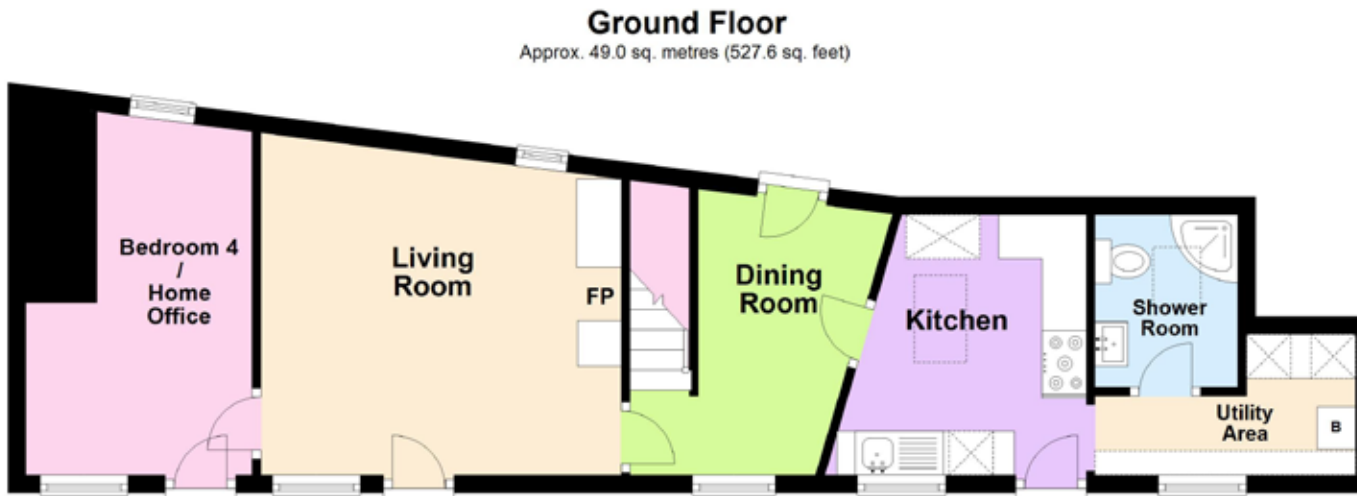 Ground Floor
Approx. 49.0 sq. metres (527.6 sq. feet)
Bedroom 4
/
Home
Office
Living
Room
FP
Dining
Room
Kitchen
Shower
Room
Utility
Area
B